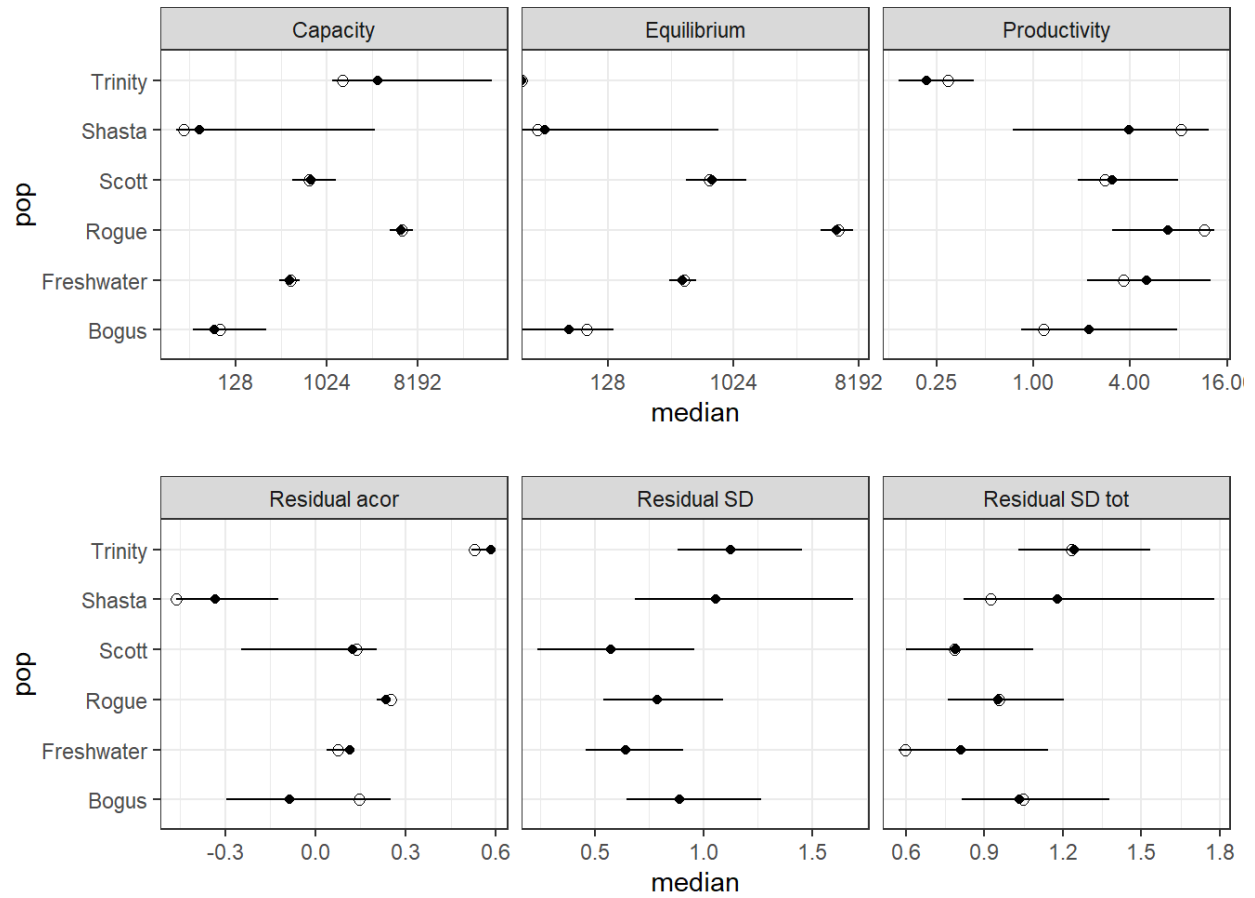 Capacity Equilibrium Productivity
Trinity
Shasta
Scott
Rogue
Freshwater
Bogus
pop
128 1024 8192 128 1024 8192 0.25 1.00 4.00 16.00
median
Residual acor Residual SD Residual SD tot
Trinity
Shasta
Scott
Rogue
Freshwater
Bogus
pop
-0.3 0.0 0.3 0.6 0.5 1.0 1.5 0.6 0.9 1.2 1.5 1.8
median